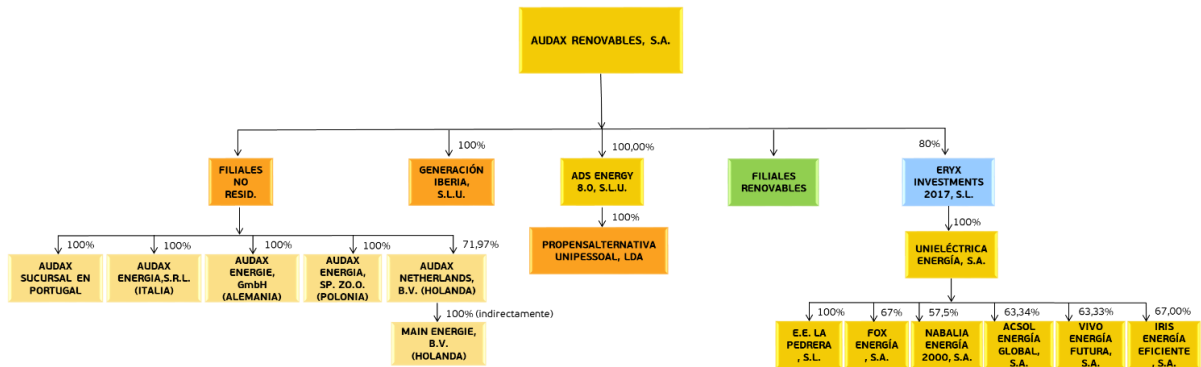 AUDAX RENOVABLES, S.A.
100%
100,00%
80%
FILIALES
NO
RESID.
GENERACIÓN
IBERIA,
S.L.U.
ADS ENERGY
8.0, S.L.U.
FILIALES
RENOVABLES
ERYX
INVESTMENTS
2017, S.L.
100%
100%
PROPENSALTERNATIVA
UNIPESSOAL, LDA
UNIELÉCTRICA
ENERGÍA, S.A.
100%
100%
100%
100%
71,97%
AUDAX
SUCURSAL EN
PORTUGAL
AUDAX
ENERGIA,S.R.L.
(ITALIA)
AUDAX
ENERGIE,
GmbH
(ALEMANIA)
AUDAX
ENERGIA,
SP. ZO.O.
(POLONIA)
AUDAX
NETHERLANDS,
B.V. (HOLANDA)
100% (indirectamente)
MAIN ENERGIE,
B.V.
(HOLANDA)
100%
67%
57,5%
63,34%
63,33%
67,00%
E.E. LA
PEDRERA
, S.L.
FOX
ENERGÍA
, S.A.
NABALIA
ENERGÍA
2000, S.A.
ACSOL
ENERGÍA
GLOBAL,
S.A.
VIVO
ENERGÍA
FUTURA,
S.A.
IRIS
ENERGÍA
EFICIENTE
, S.A.